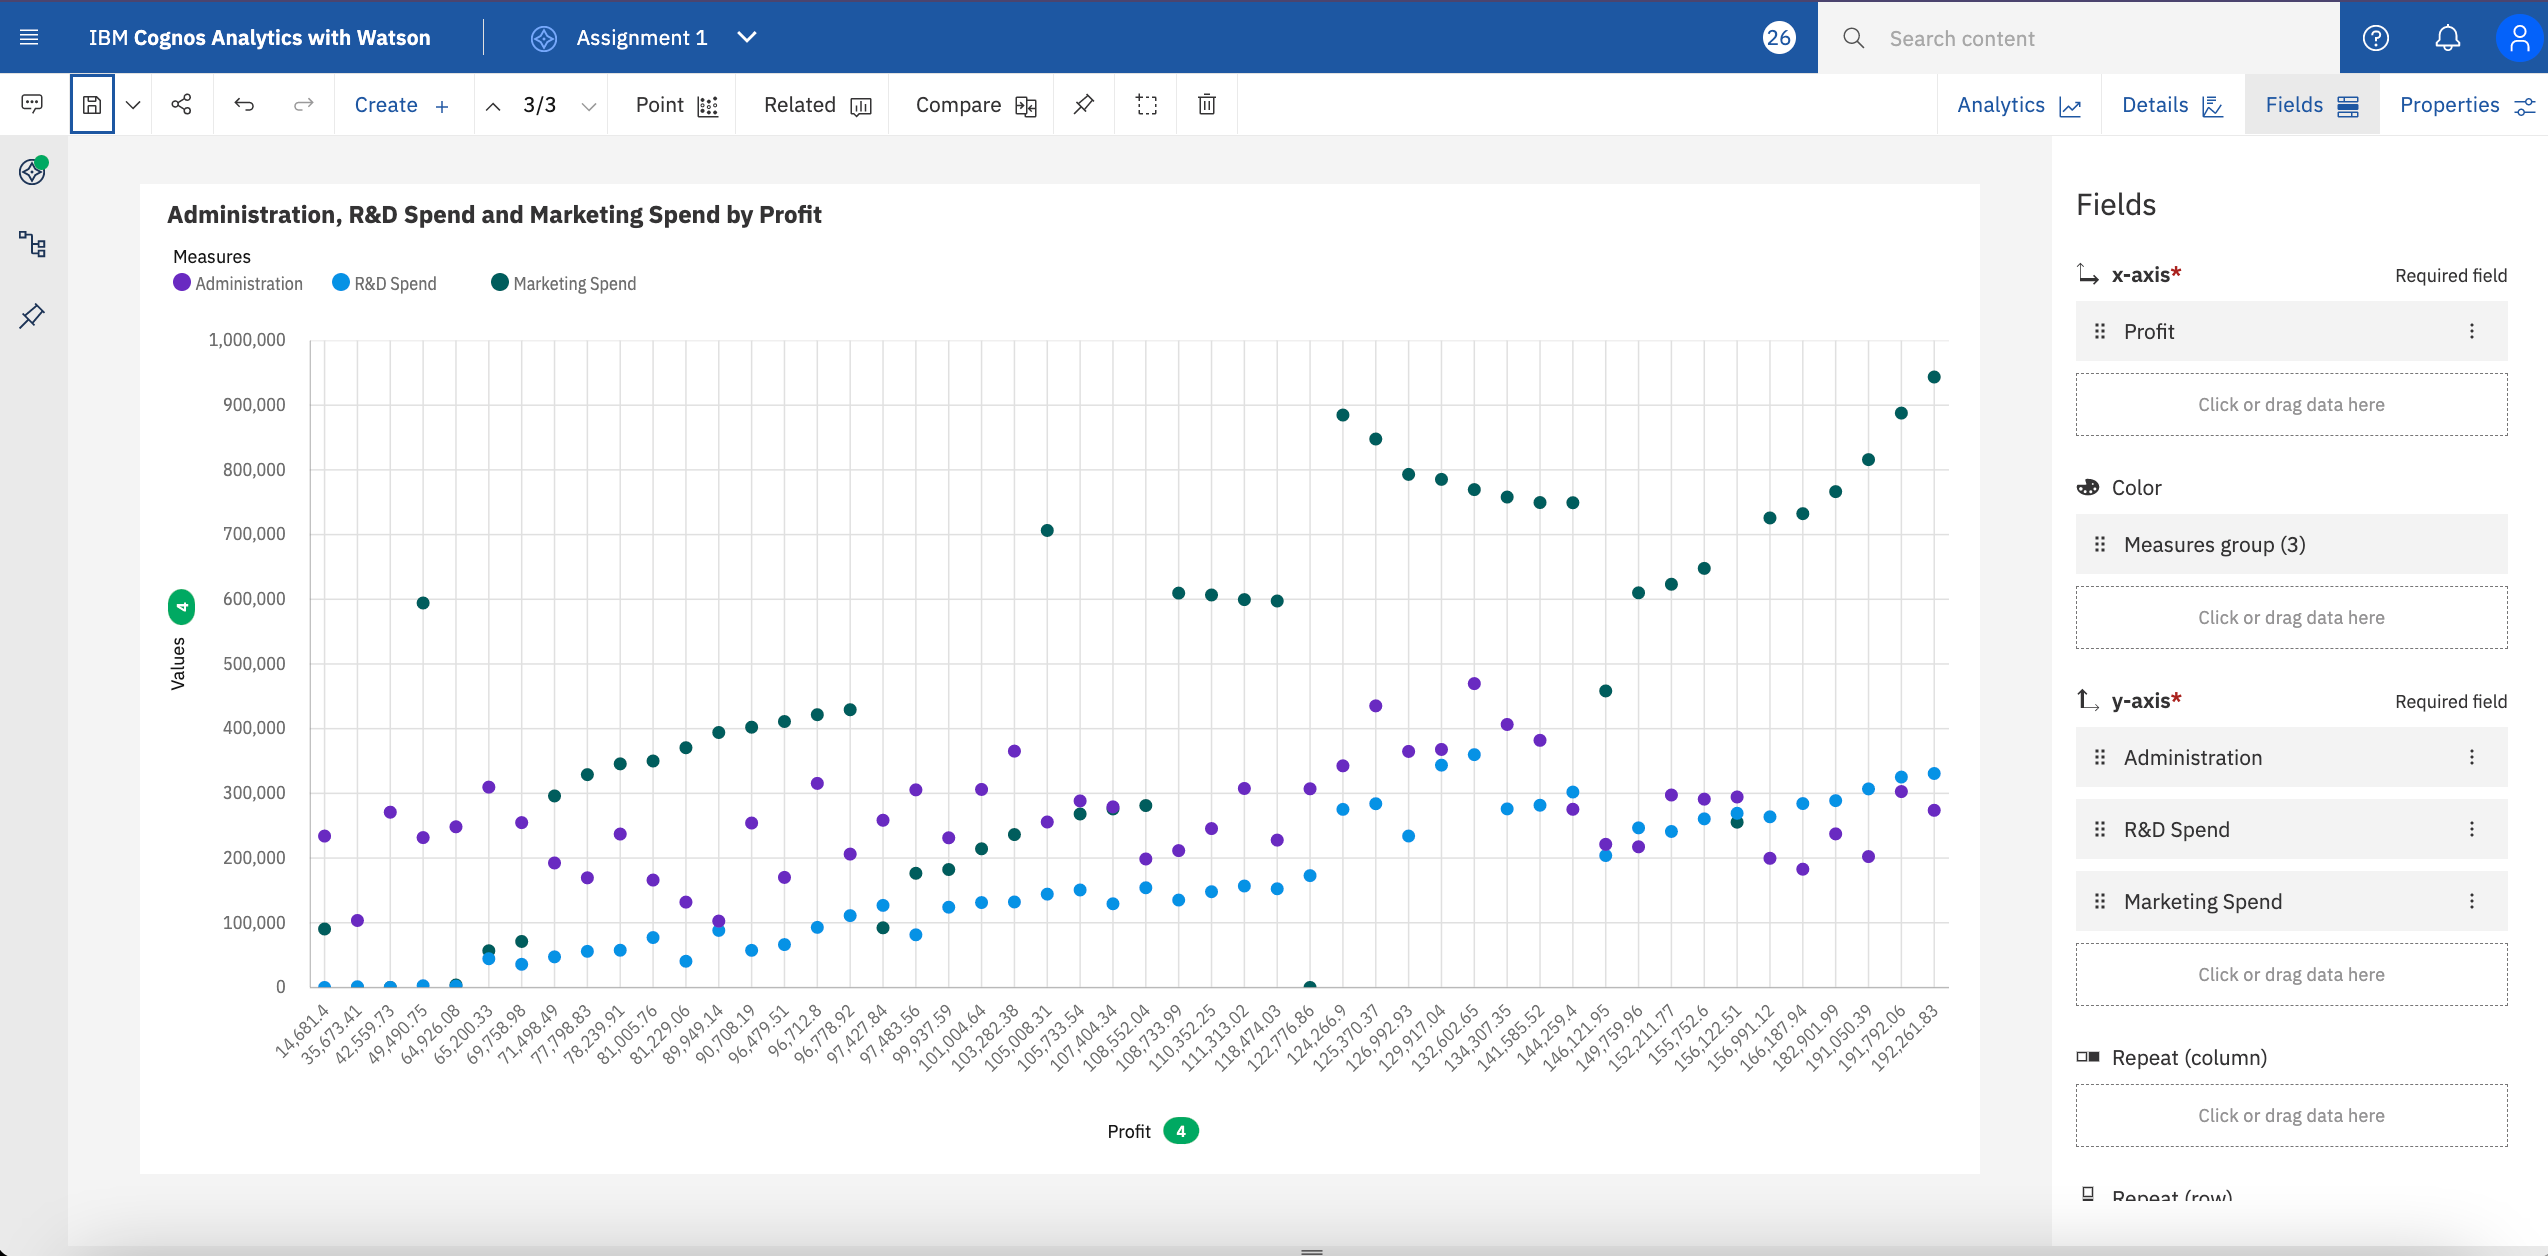 IBM Cognos Analytics with Watson
Assignment 1
26
Search content
Create +
3/3
Point
Related
Compare
Analytics
Details
Fields
Properties
Administration, R&D Spend and Marketing Spend by Profit
Measures
Administration
R&D Spend
Marketing Spend
1,000,000
900,000
800,000
700,000
600,000
500,000
400,000
300,000
200,000
100,000
0
Values 4
14,681.4
35,673.41
42,559.73
49,490.75
64,926.08
65,200.33
69,758.98
71,498.49
77,798.83
78,239.91
81,005.76
81,229.06
89,949.14
90,708.19
96,479.51
96,712.8
96,778.92
97,427.84
97,483.56
99,937.59
101,004.64
103,282.38
105,008.31
105,733.54
107,404.34
108,552.04
108,733.99
110,352.25
111,313.02
118,474.03
122,776.86
124,266.9
125,370.37
126,992.93
129,917.04
132,602.65
134,307.35
141,585.52
144,259.4
146,121.95
149,759.96
152,211.77
155,752.6
156,122.51
156,991.12
166,187.94
182,901.99
191,050.39
191,792.06
192,261.83
Profit 4
Fields
x-axis* Required field
Profit
Click or drag data here
Color
Measures group (3)
Click or drag data here
y-axis* Required field
Administration
R&D Spend
Marketing Spend
Click or drag data here
Repeat (column)
Click or drag data here
Repeat (row)